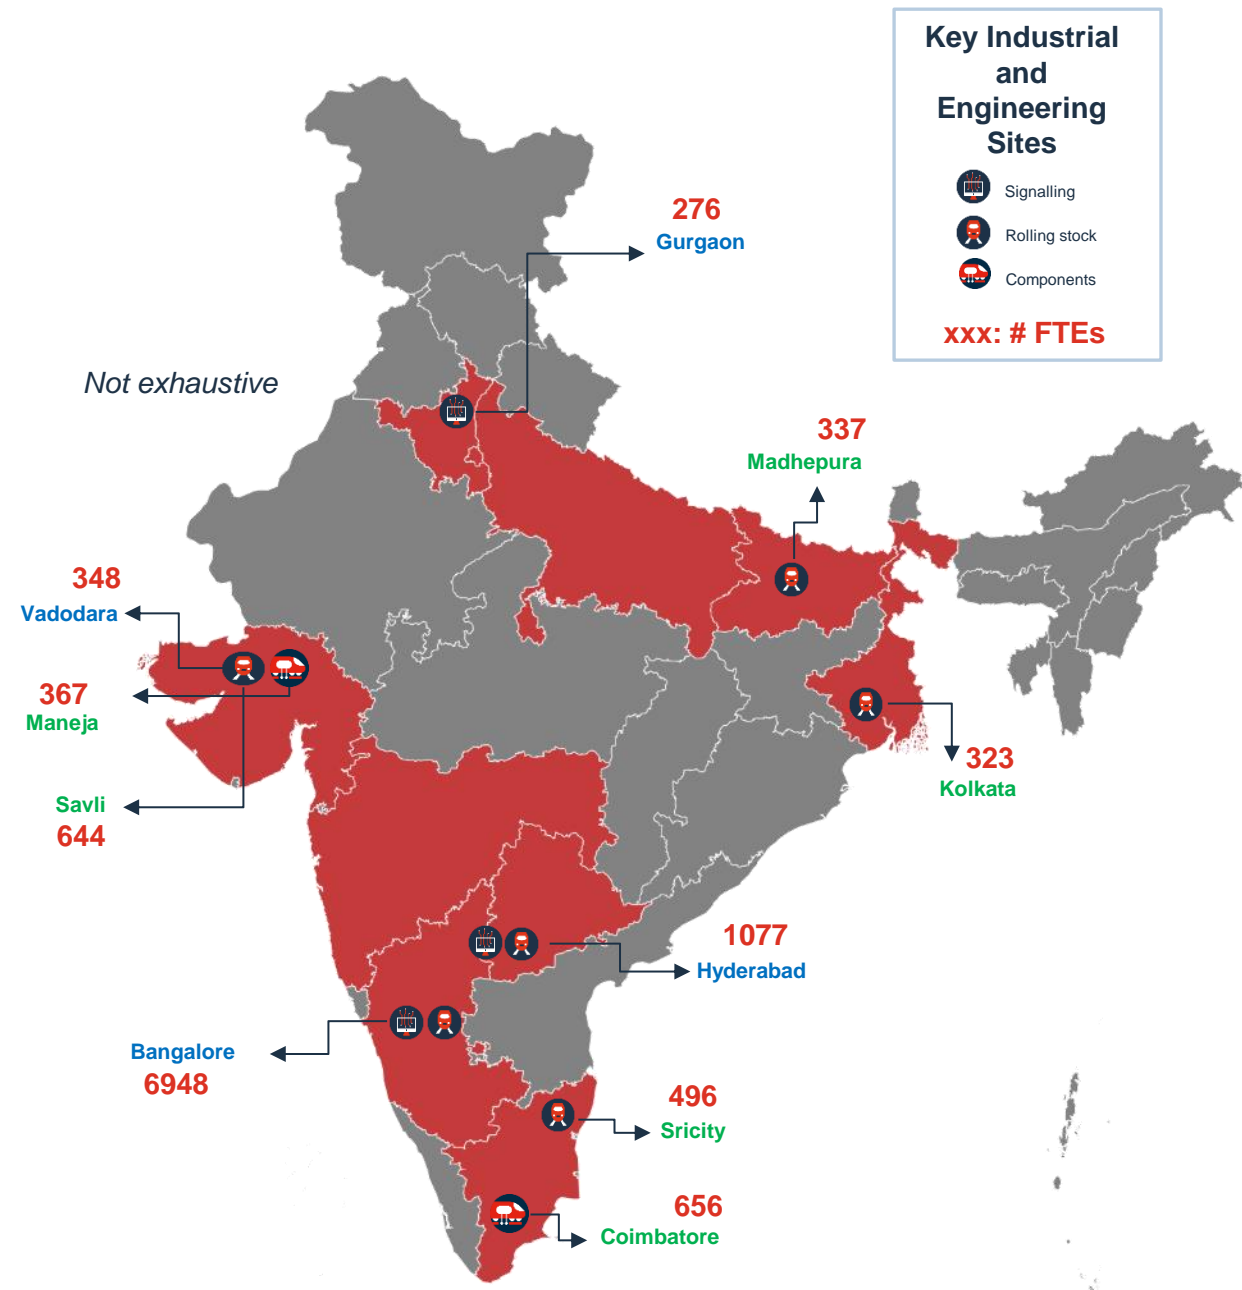 Key Industrial
and
Engineering
Sites
Signalling
Rolling stock
Components
xxx: # FTEs
276
Gurgaon
Not exhaustive
337
Madhepura
348
Vadodara
367
Maneja
Savli
644
323
Kolkata
1077
Hyderabad
Bangalore
6948
496
Sricity
656
Coimbatore